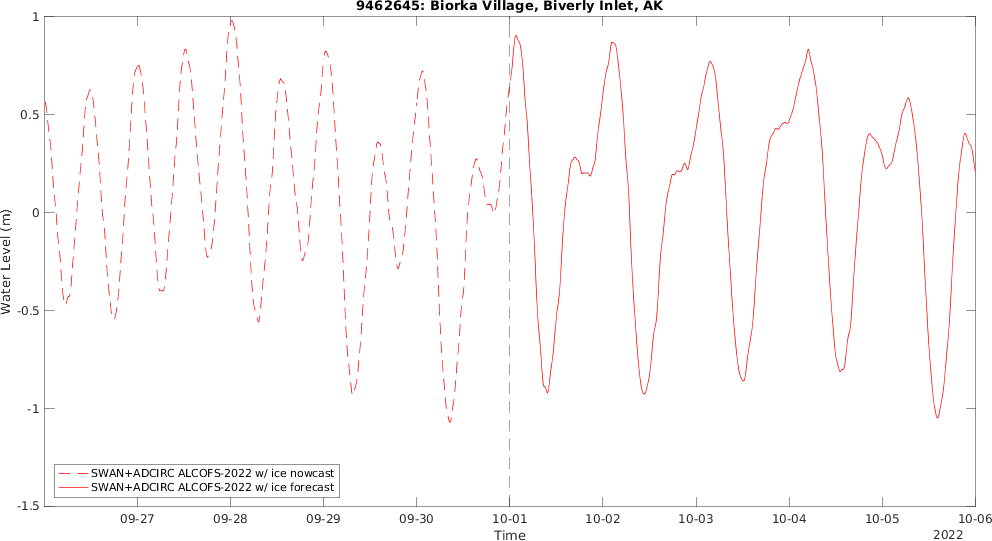 9462645: Biorka Village, Biverly Inlet, AK
1
0.5
0
-0.5
-1
-1.5
Water Level (m)
SWAN+ADCIRC ALCOFS-2022 w/ ice nowcast
SWAN+ADCIRC ALCOFS-2022 w/ ice forecast
09-27 09-28 09-29 09-30 10-01 10-02 10-03 10-04 10-05 10-06
Time
2022